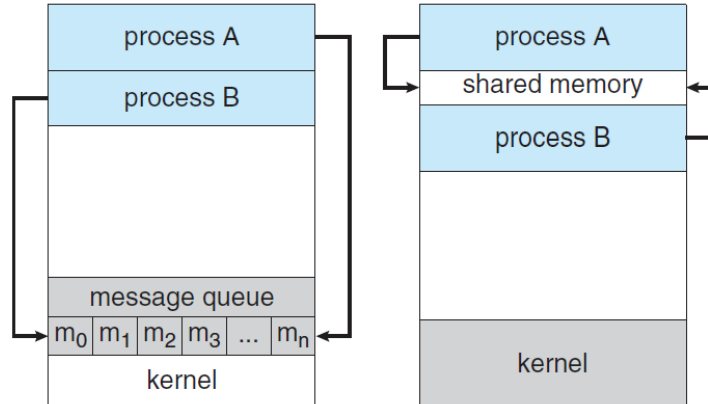 process A
process B
message queue
m0 m1 m2 m3 ... mn
kernel
process A
shared memory
process B
kernel